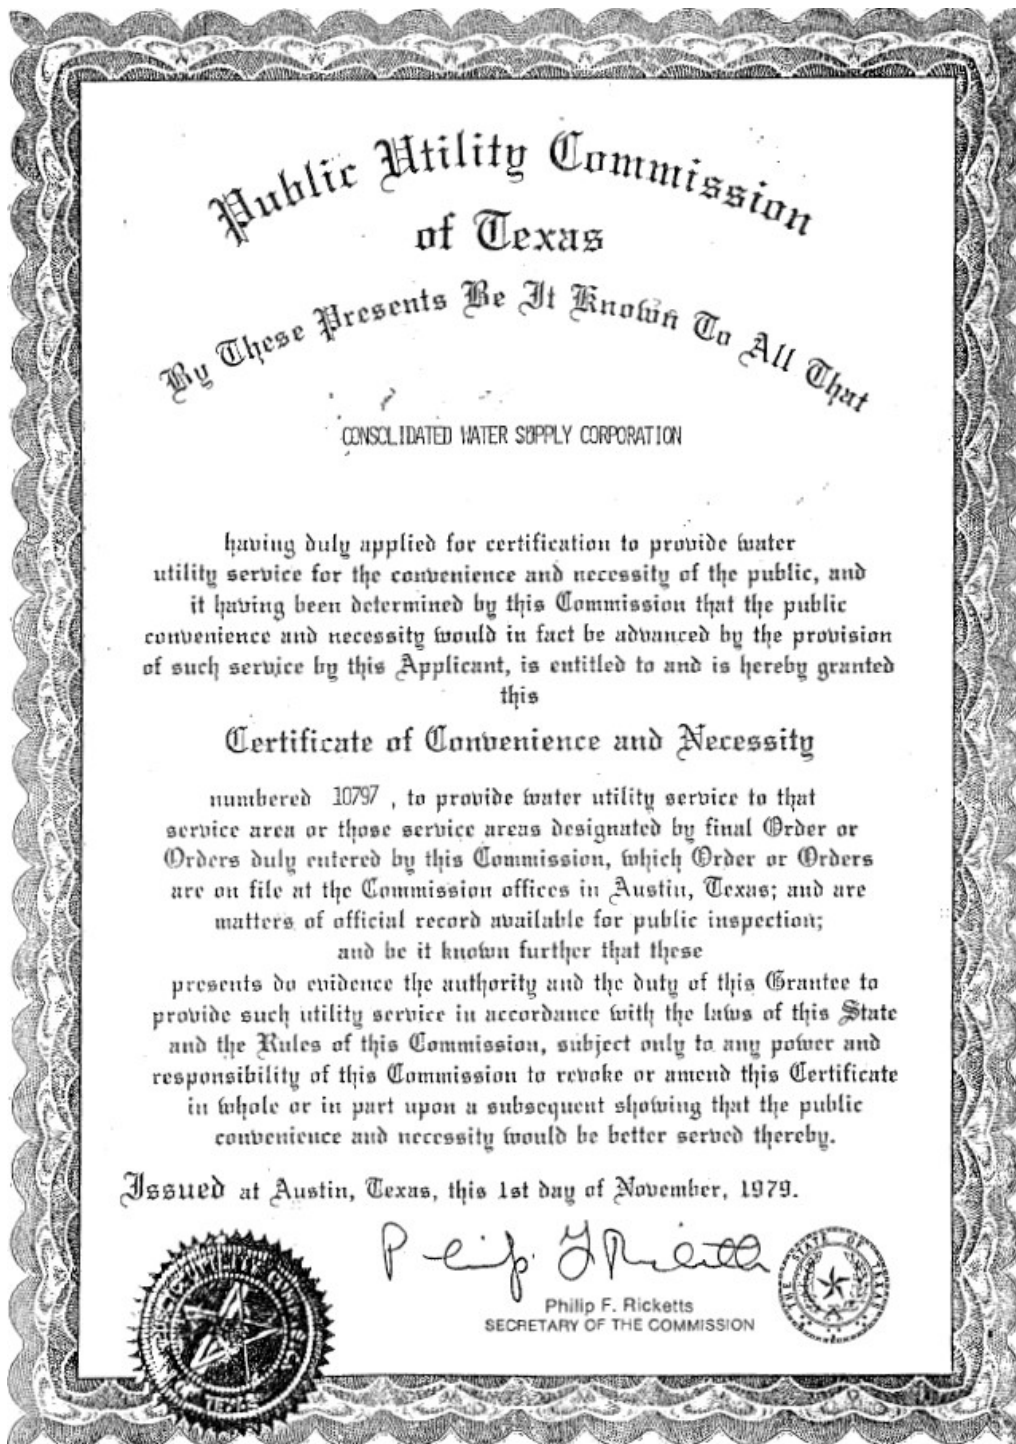 Public Utility Commission
of Texas
By These Presents Be It Known To All That
CONSOLIDATED WATER SUPPLY CORPORATION
having duly applied for certification to provide water
utility service for the convenience and necessity of the public, and
it having been determined by this Commission that the public
convenience and necessity would in fact be advanced by the provision
of such service by this Applicant, is entitled to and is hereby granted
this
Certificate of Convenience and Necessity
numbered 10797 , to provide water utility service to that
service area or those service areas designated by final Order or
Orders duly entered by this Commission, which Order or Orders
are on file at the Commission offices in Austin, Texas; and are
matters of official record available for public inspection;
and be it known further that these
presents do evidence the authority and the duty of this Grantee to
provide such utility service in accordance with the laws of this State
and the Rules of this Commission, subject only to any power and
responsibility of this Commission to revoke or amend this Certificate
in whole or in part upon a subsequent showing that the public
convenience and necessity would be better served thereby.
Issued at Austin, Texas, this 1st day of November, 1979.
Philip F Ricketts
Philip F. Ricketts
SECRETARY OF THE COMMISSION
THE STATE OF TEXAS
TEXAS